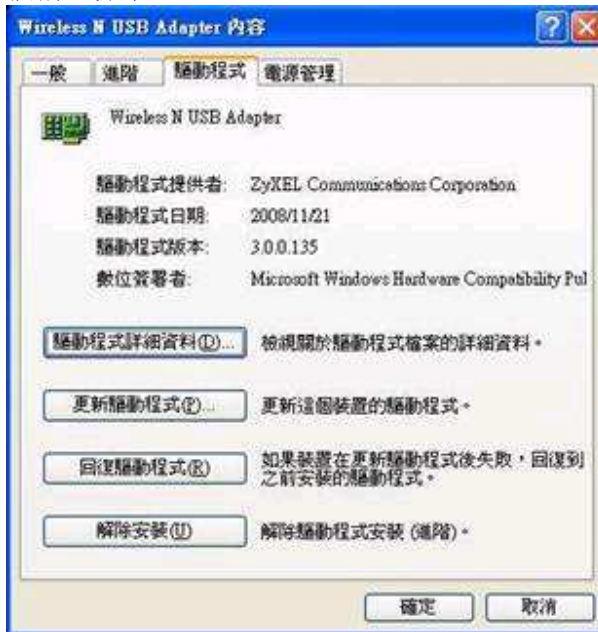 Wireless N USB Adapter 內容
一般 進階 驅動程式 電源管理
Wireless N USB Adapter
驅動程式提供者: ZyXEL Communications Corporation
驅動程式日期: 2008/11/21
驅動程式版本: 3.0.0.135
數位簽署者: Microsoft Windows Hardware Compatibility Pul
驅動程式詳細資料(D)... 檢視關於驅動程式檔案的詳細資料。
更新驅動程式(P)... 更新這個裝置的驅動程式。
回復驅動程式(R) 如果裝置在更新驅動程式後失敗，回復到
之前安裝的驅動程式。
解除安裝(U) 解除驅動程式安裝 (進階)。
確定 取消